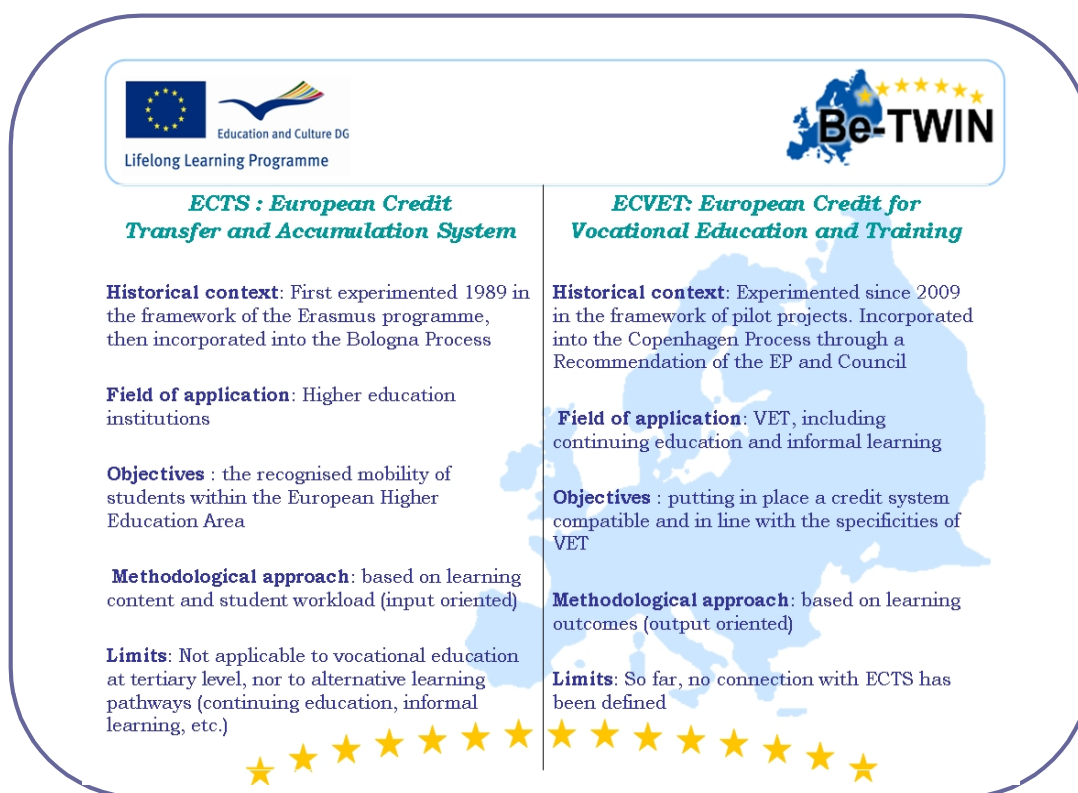 Education and Culture DG
Lifelong Learning Programme
Be-TWIN
ECTS : European Credit
Transfer and Accumulation System
Historical context: First experimented 1989 in
the framework of the Erasmus programme,
then incorporated into the Bologna Process
Field of application: Higher education
institutions
Objectives : the recognised mobility of
students within the European Higher
Education Area
Methodological approach: based on learning
content and student workload (input oriented)
Limits: Not applicable to vocational education
at tertiary level, nor to alternative learning
pathways (continuing education, informal
learning, etc.)
ECVET: European Credit for
Vocational Education and Training
Historical context: Experimented since 2009
in the framework of pilot projects. Incorporated
into the Copenhagen Process through a
Recommendation of the EP and Council
Field of application: VET, including
continuing education and informal learning
Objectives : putting in place a credit system
compatible and in line with the specificities of
VET
Methodological approach: based on learning
outcomes (output oriented)
Limits: So far, no connection with ECTS has
been defined